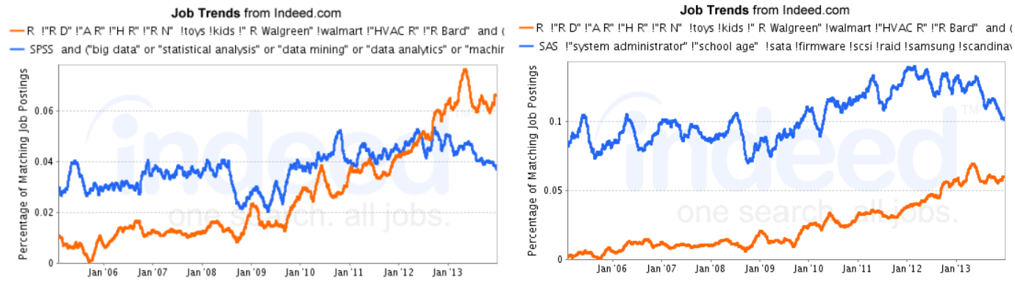 Job Trends from Indeed.com
R !"R D" !"A R" !"H R" !"R N" !toys !kids !" R Walgreen" !walmart !"HVAC R" !"R Bard" and (
SPSS and ("big data" or "statistical analysis" or "data mining" or "data analytics" or "machin
Percentage of Matching Job Postings
0.06
0.04
0.02
0
Jan '06 Jan '07 Jan '08 Jan '09 Jan '10 Jan '11 Jan '12 Jan '13
indeed™
one search. all jobs.
Job Trends from Indeed.com
R !"R D" !"A R" !"H R" !"R N" !toys !kids !" R Walgreen" !walmart !"HVAC R" !"R Bard" and (
SAS !"system administrator" !"school age" !sata !firmware !scsi !raid !samsung !scandinav
Percentage of Matching Job Postings
0.1
0.05
0
Jan '06 Jan '07 Jan '08 Jan '09 Jan '10 Jan '11 Jan '12 Jan '13
indeed™
one search. all jobs.